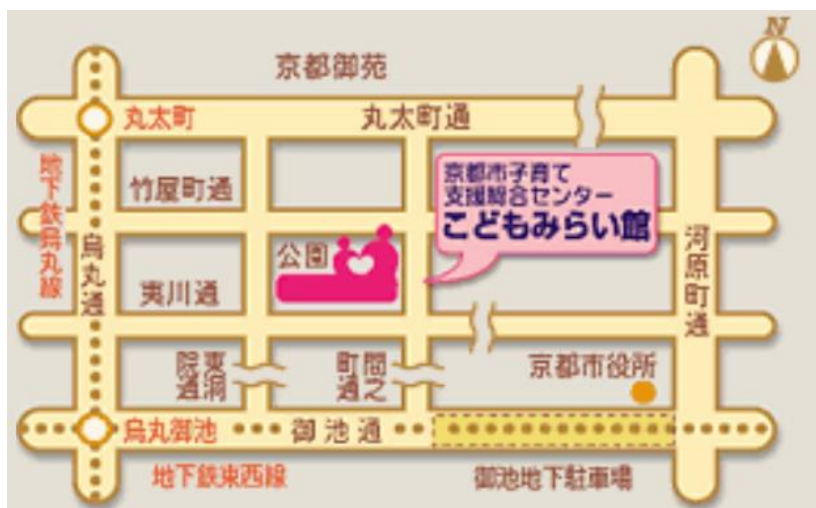 N
京都御苑
丸太町
丸太町通
竹屋町通
京都市子育て
支援総合センター
こどもみらい館
地下鉄烏丸線
烏丸通
公園
河原町通
夷川通
東洞
院通
間之
町通
京都市役所
烏丸御池
御池通
地下鉄東西線
御池地下駐車場